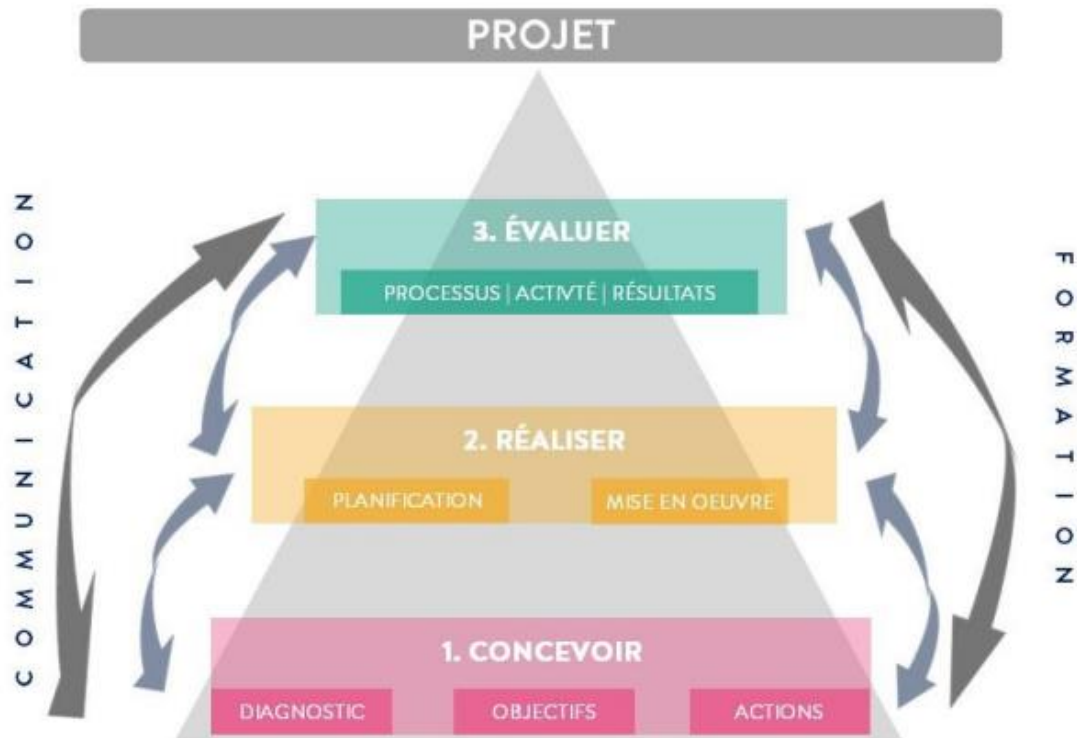 PROJET
COMMUNICATION
3. ÉVALUER
PROCESSUS | ACTIVTÉ | RÉSULTATS
2. RÉALISER
PLANIFICATION
MISE EN OEUVRE
1. CONCEVOIR
DIAGNOSTIC
OBJECTIFS
ACTIONS
FORMATION